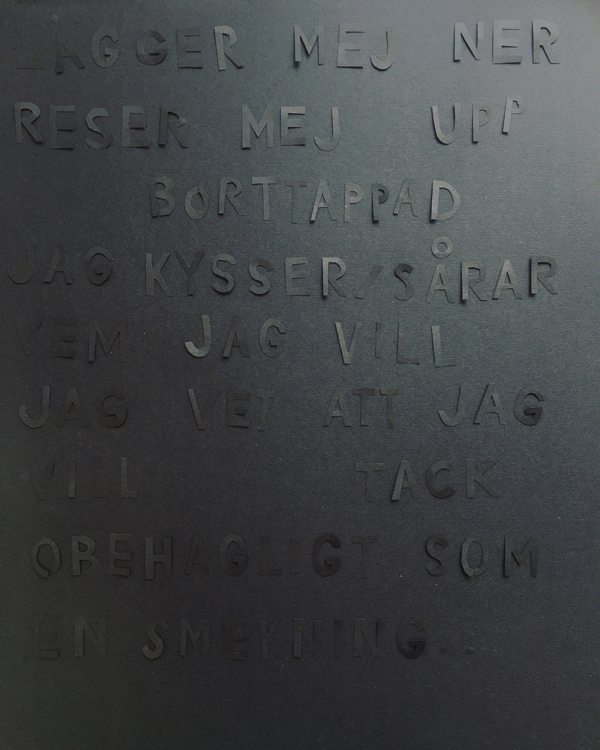 LÄGGER MEJ NER
RESER MEJ UPP
BORTTAPPAD
JAG KYSSER/SÅRAR
VEM JAG VILL
JAG VET ATT JAG
VILL TACK
OBEHAGLIGT SOM
EN SMEKNING...